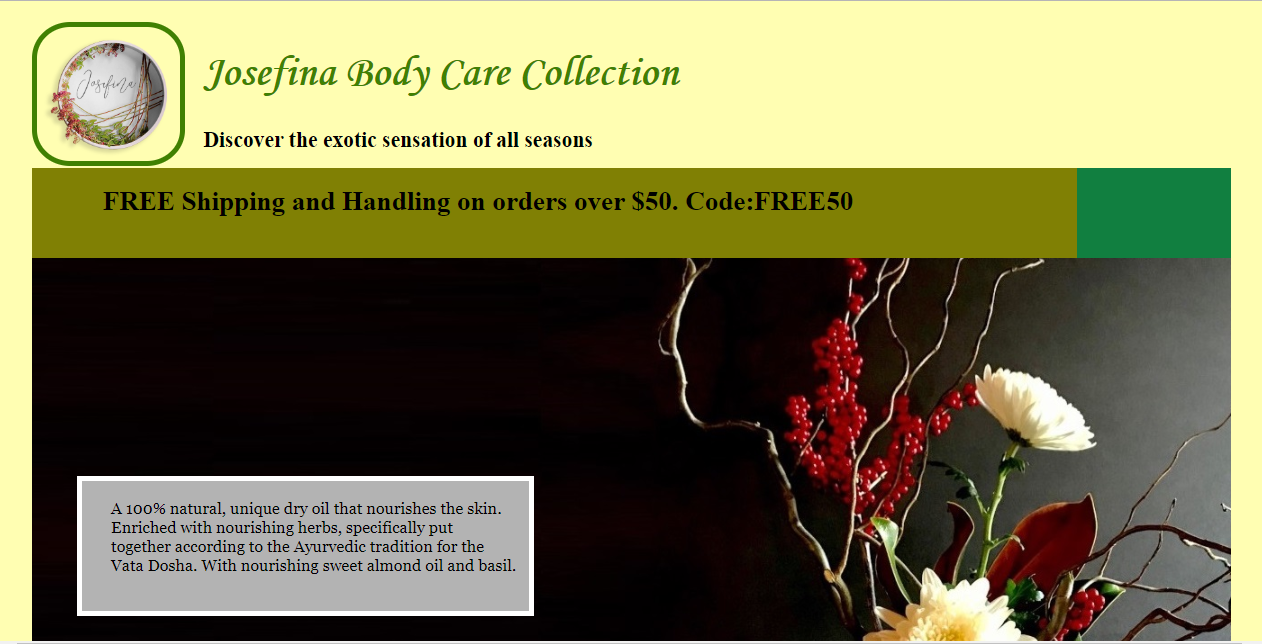 Josefina
Josefina Body Care Collection
Discover the exotic sensation of all seasons
FREE Shipping and Handling on orders over $50. Code:FREE50
A 100% natural, unique dry oil that nourishes the skin.
Enriched with nourishing herbs, specifically put
together according to the Ayurvedic tradition for the
Vata Dosha. With nourishing sweet almond oil and basil.